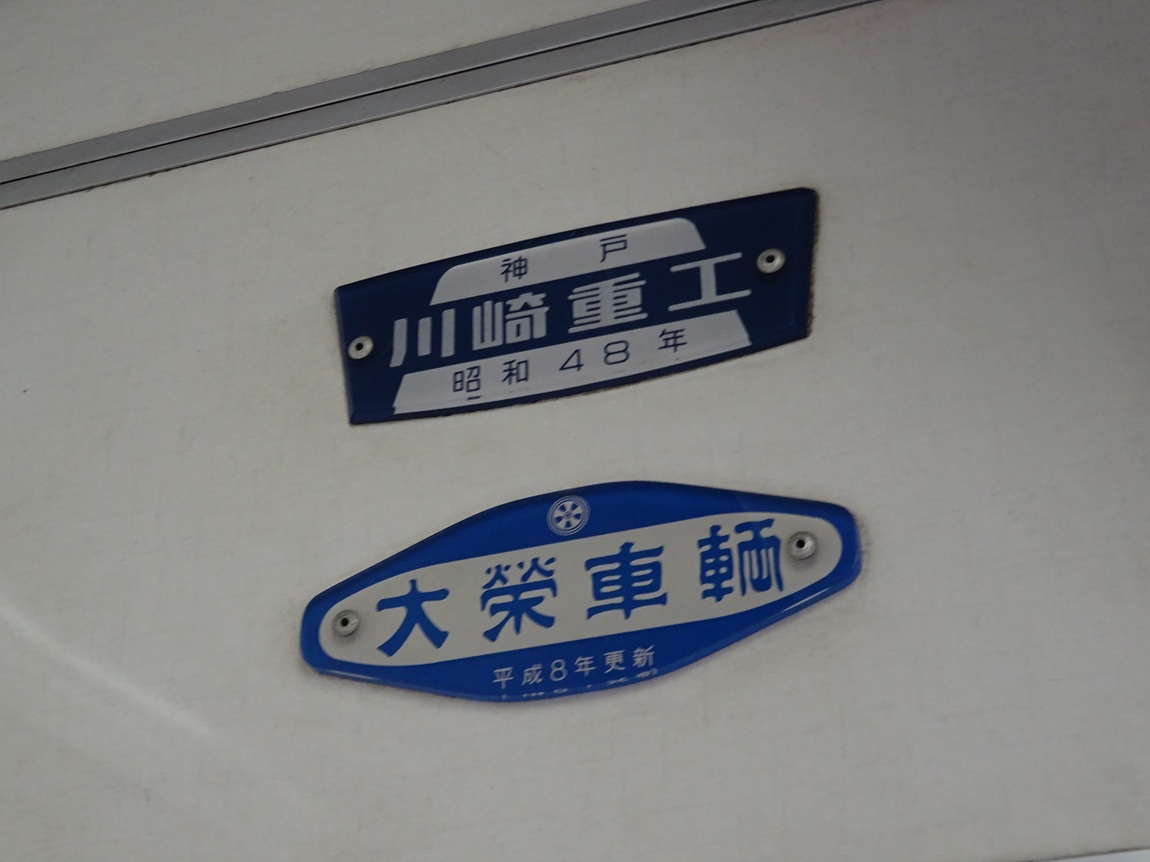 神戸
川崎重工
昭和48年
大榮車輌
平成8年更新